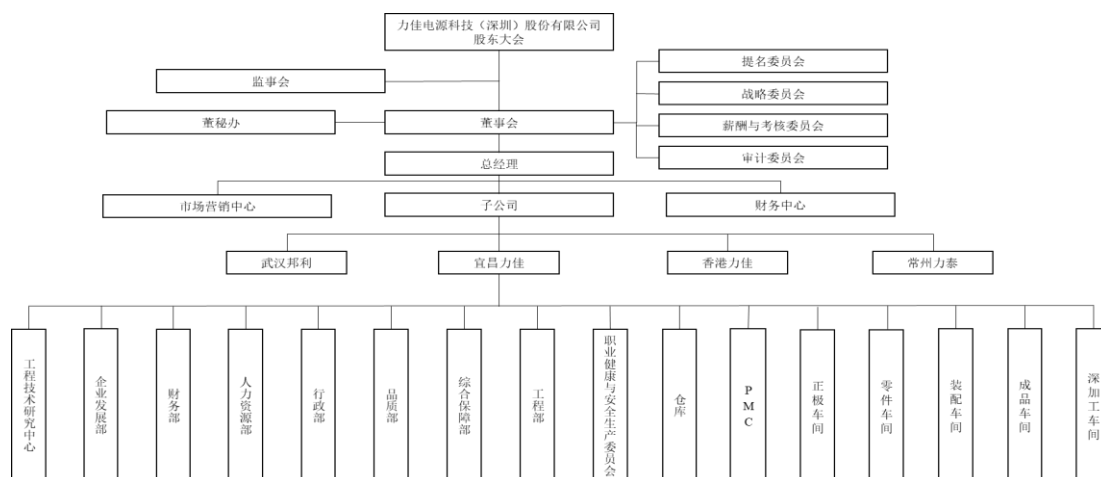 力佳电源科技（深圳）股份有限公司
股东大会
监事会
提名委员会
战略委员会
董秘办
董事会
薪酬与考核委员会
审计委员会
总经理
市场营销中心
子公司
财务中心
武汉邦利
宜昌力佳
香港力佳
常州力泰
工程技术研究中心
企业发展部
财务部
人力资源部
行政部
品质部
综合保障部
工程部
职业健康与安全生产委员会
仓库
PMC
正极车间
零件车间
装配车间
成品车间
深加工车间